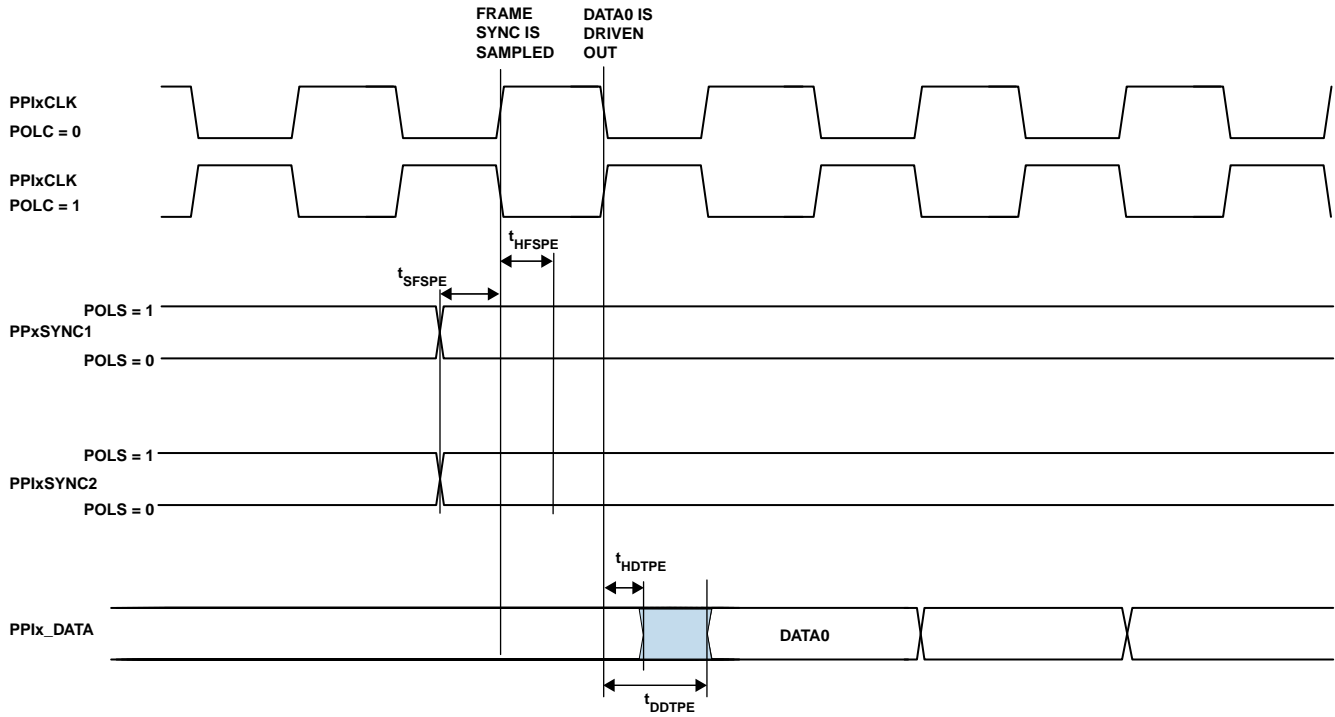 FRAME
SYNC IS
SAMPLED
DATA0 IS
DRIVEN
OUT
PPIxCLK
POLC = 0
PPIxCLK
POLC = 1
tHFSPE
tSFSPE
POLS = 1
PPxSYNC1
POLS = 0
POLS = 1
PPIxSYNC2
POLS = 0
tHDTPE
PPIx_DATA
DATA0
tDDTPE